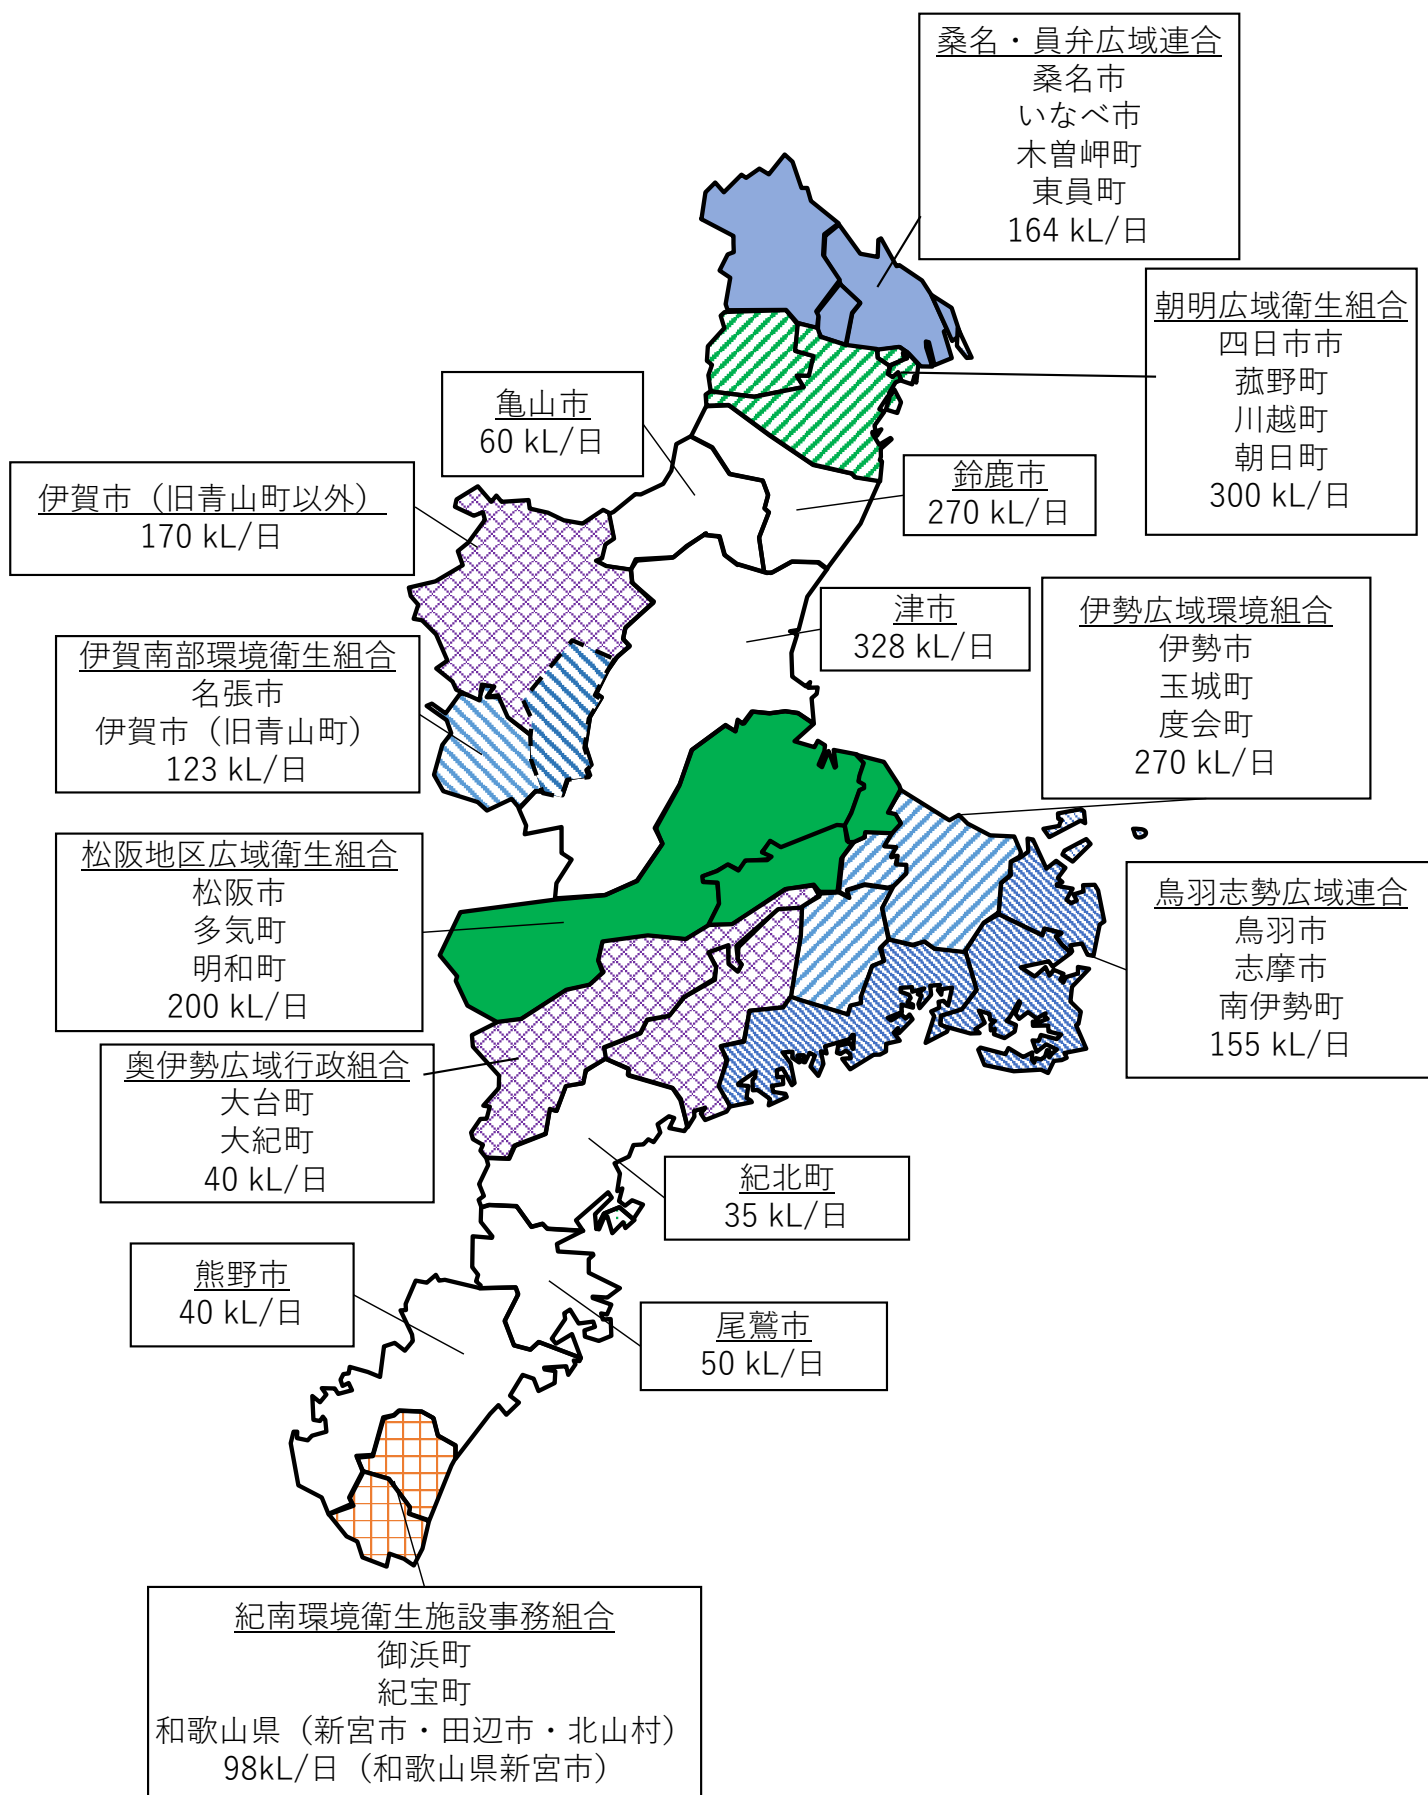 桑名・員弁広域連合
桑名市
いなべ市
木曽岬町
東員町
164 kL/日
朝明広域衛生組合
四日市市
菰野町
川越町
朝日町
300 kL/日
亀山市
60 kL/日
鈴鹿市
270 kL/日
伊賀市（旧青山町以外）
170 kL/日
津市
328 kL/日
伊勢広域環境組合
伊勢市
玉城町
度会町
270 kL/日
伊賀南部環境衛生組合
名張市
伊賀市（旧青山町）
123 kL/日
松阪地区広域衛生組合
松阪市
多気町
明和町
200 kL/日
鳥羽志勢広域連合
鳥羽市
志摩市
南伊勢町
155 kL/日
奥伊勢広域行政組合
大台町
大紀町
40 kL/日
紀北町
35 kL/日
熊野市
40 kL/日
尾鷲市
50 kL/日
紀南環境衛生施設事務組合
御浜町
紀宝町
和歌山県（新宮市・田辺市・北山村）
98kL/日（和歌山県新宮市）